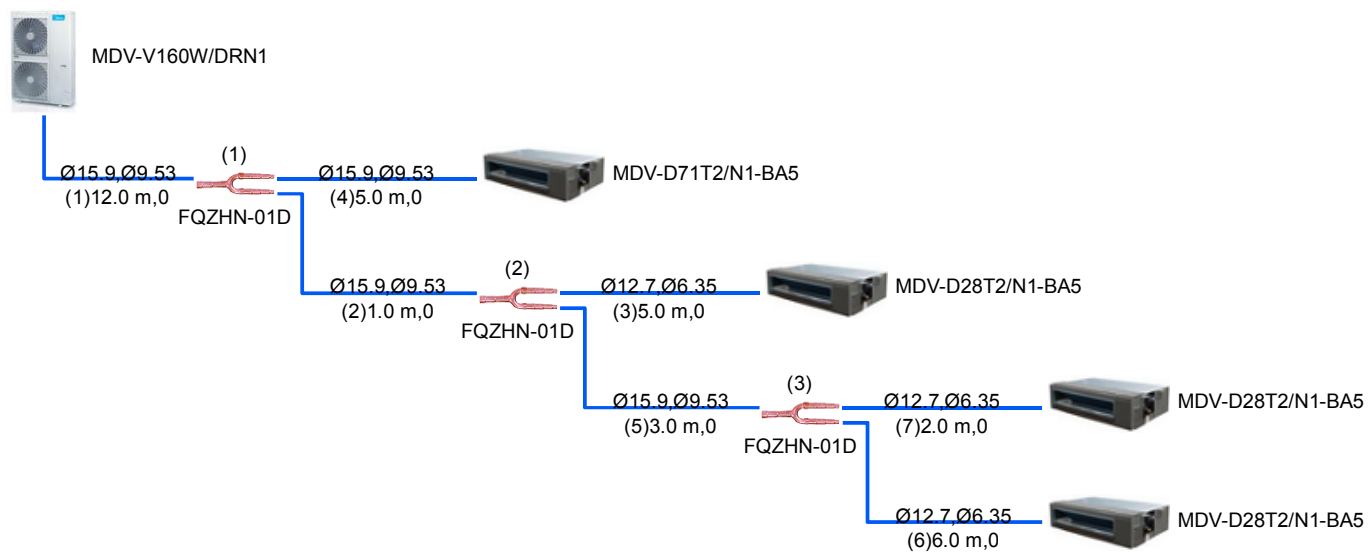 MDV-V160W/DRN1
Ø15.9,Ø9.53
(1)12.0 m,0
(1)
FQZHN-01D
Ø15.9,Ø9.53
(4)5.0 m,0
MDV-D71T2/N1-BA5
Ø15.9,Ø9.53
(2)1.0 m,0
(2)
FQZHN-01D
Ø12.7,Ø6.35
(3)5.0 m,0
MDV-D28T2/N1-BA5
Ø15.9,Ø9.53
(5)3.0 m,0
(3)
FQZHN-01D
Ø12.7,Ø6.35
(7)2.0 m,0
MDV-D28T2/N1-BA5
Ø12.7,Ø6.35
(6)6.0 m,0
MDV-D28T2/N1-BA5